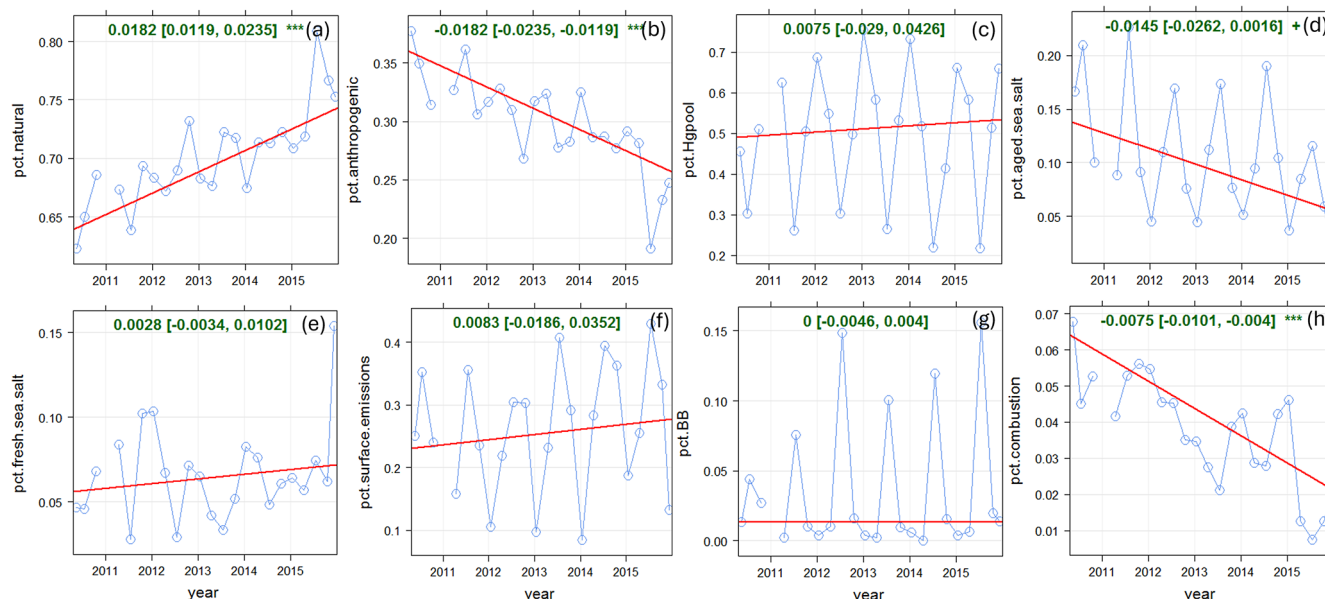 0.0182 [0.0119, 0.0235] *** (a)
pct.natural
0.80
0.75
0.70
0.65
2011 2012 2013 2014 2015
-0.0182 [-0.0235, -0.0119] *** (b)
pct.anthropogenic
0.35
0.30
0.25
0.20
2011 2012 2013 2014 2015
0.0075 [-0.029, 0.0426] (c)
pct.Hgpool
0.7
0.6
0.5
0.4
0.3
0.2
2011 2012 2013 2014 2015
-0.0145 [-0.0262, 0.0016] + (d)
pct.aged.sea.salt
0.20
0.15
0.10
0.05
2011 2012 2013 2014 2015
0.0028 [-0.0034, 0.0102] (e)
pct.fresh.sea.salt
0.15
0.10
0.05
2011 2012 2013 2014 2015
year
0.0083 [-0.0186, 0.0352] (f)
pct.surface.emissions
0.4
0.3
0.2
0.1
2011 2012 2013 2014 2015
year
0 [-0.0046, 0.004] (g)
pct.BB
0.15
0.10
0.05
0.00
2011 2012 2013 2014 2015
year
-0.0075 [-0.0101, -0.004] *** (h)
pct.combustion
0.07
0.06
0.05
0.04
0.03
0.02
0.01
2011 2012 2013 2014 2015
year